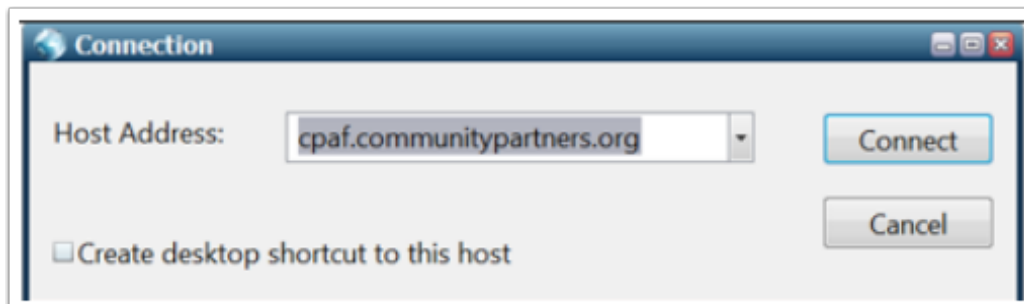 Connection
Host Address: cpaf.communitypartners.org Connect
Cancel
Create desktop shortcut to this host